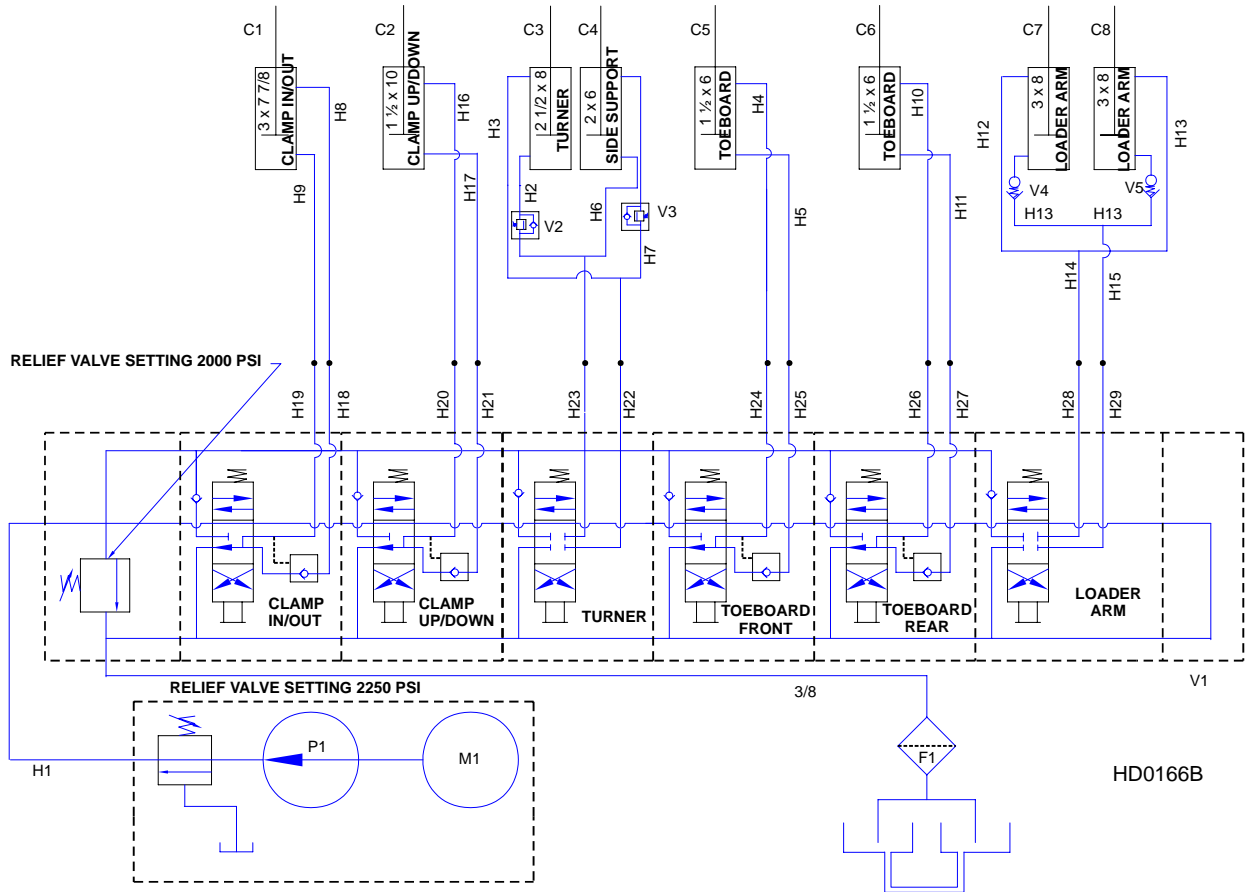 C1
C2
C3
C4
C5
C6
C7
C8
3 x 7 7/8
CLAMP IN/OUT
H8
H9
1 ½ x 10
CLAMP UP/DOWN
H16
H17
H3
2 1/2 x 8
TURNER
2 x 6
SIDE SUPPORT
H2
H6
V2
V3
H7
1 ½ x 6
TOEBOARD
H4
H5
1 ½ x 6
TOEBOARD
H10
H11
H12
3 x 8
LOADER ARM
3 x 8
LOADER ARM
H13
V4
V5
H13
H13
H14
H15
RELIEF VALVE SETTING 2000 PSI
H19
H18
H20
H21
H23
H22
H24
H25
H26
H27
H28
H29
CLAMP
IN/OUT
CLAMP
UP/DOWN
TURNER
TOEBOARD
FRONT
TOEBOARD
REAR
LOADER
ARM
V1
RELIEF VALVE SETTING 2250 PSI
3/8
H1
P1
M1
F1
HD0166B